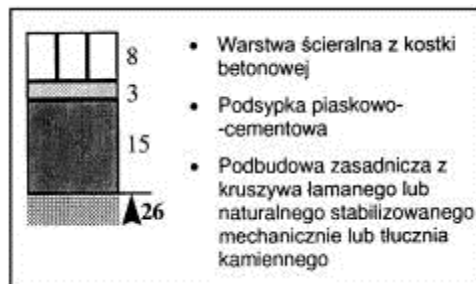 8
3
15
26
• Warstwa ścieralna z kostki
betonowej
• Podsypka piaskowo-
-cementowa
• Podbudowa zasadnicza z
kruszywa łamanego lub
naturalnego stabilizowanego
mechanicznie lub tłucznia
kamiennego